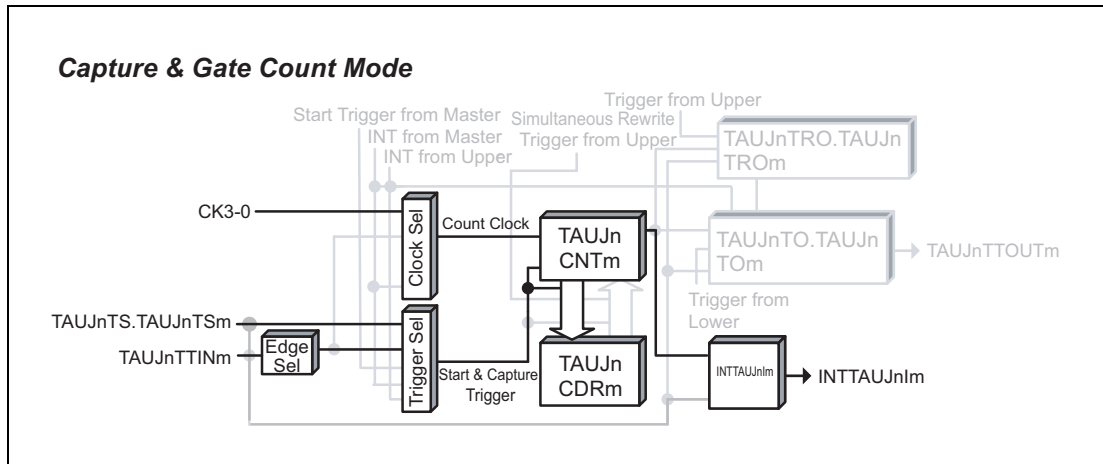 Capture & Gate Count Mode
Trigger from Upper
Start Trigger from Master
Simultaneous Rewrite
INT from Master
Trigger from Upper
INT from Upper
TAUJnTRO.TAUJn
TROm
CK3-0
Clock Sel
Count Clock
TAUJn
CNTm
TAUJnTO.TAUJn
TOm
TAUJnTTOUTm
Trigger from
Lower
TAUJnTS.TAUJnTSm
TAUJnTTINm
Edge
Sel
Trigger Sel
Start & Capture
Trigger
TAUJn
CDRm
INTTAUJnIm
INTTAUJnIm